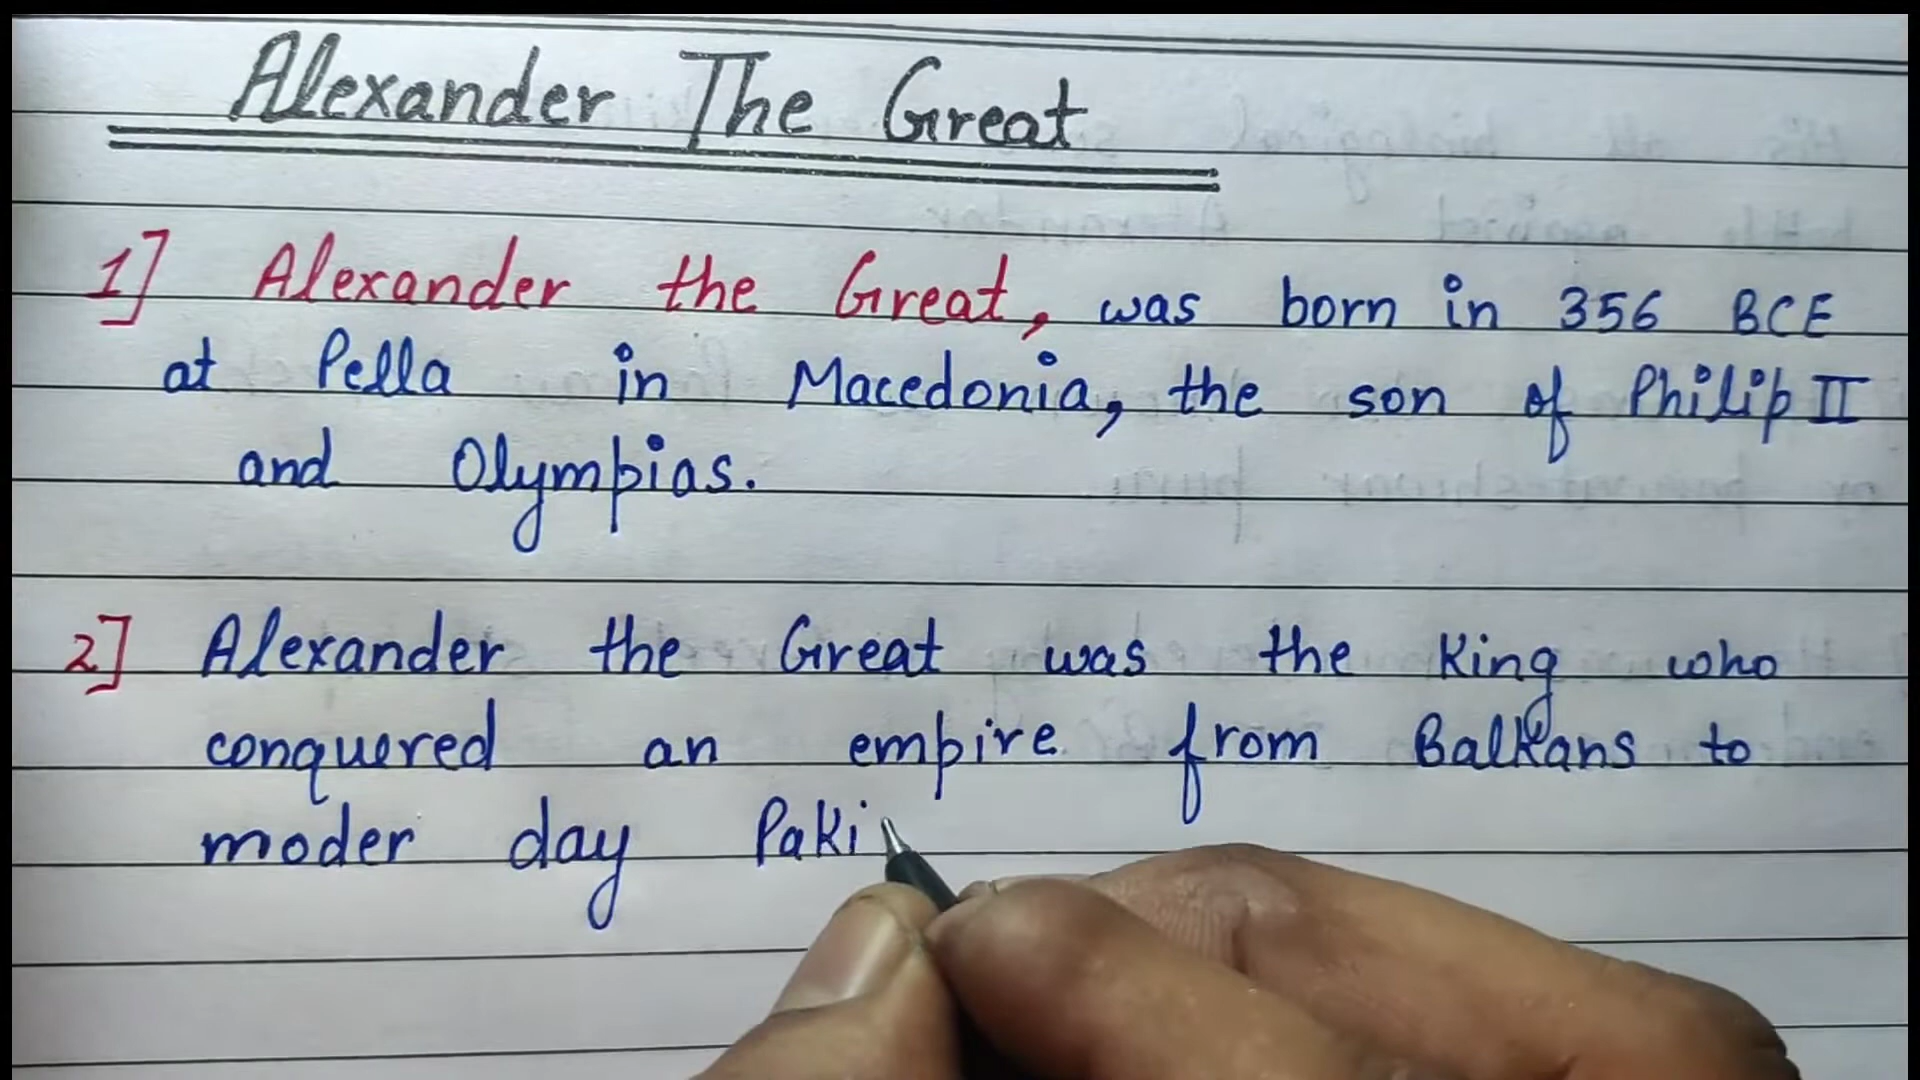 Alexander The Great
1] Alexander the Great, was born in 356 BCE
at Pella in Macedonia, the son of Philip II
and Olympias.
2] Alexander the Great was the King who
conquered an empire from Balkans to
moder day Paki